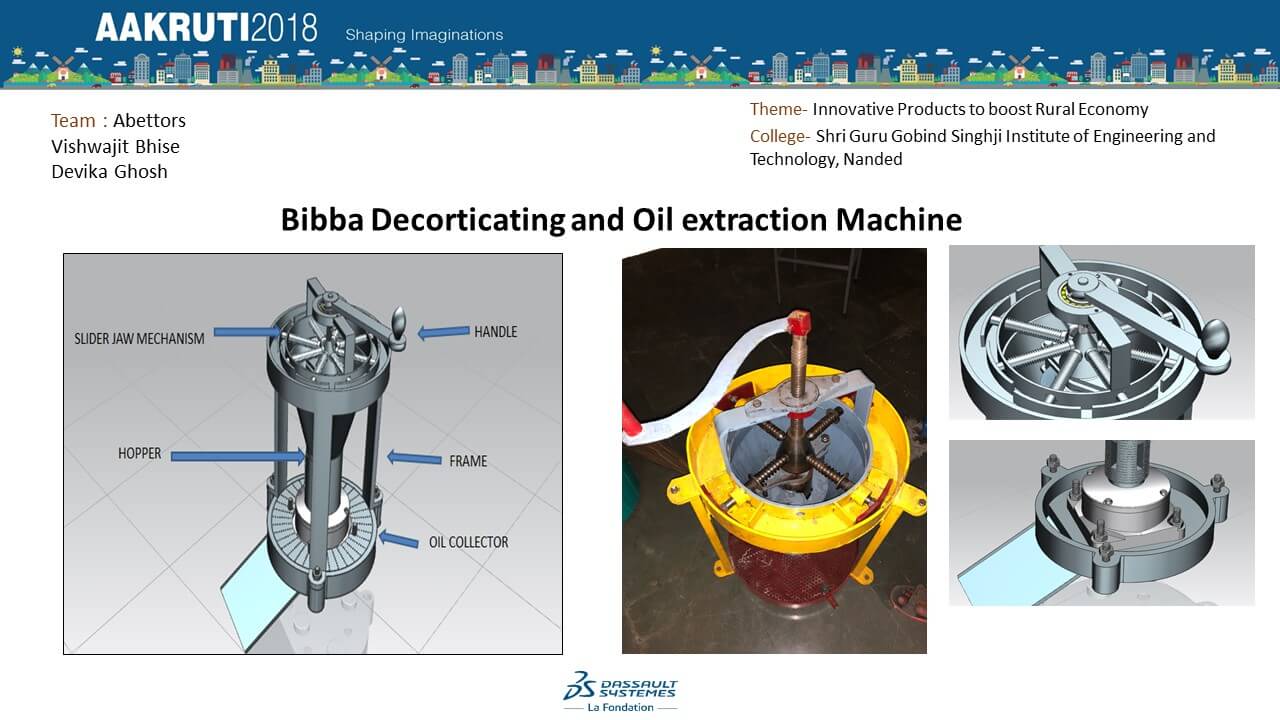 AAKRUTI2018 Shaping Imaginations
Team : Abettors
Vishwajit Bhise
Devika Ghosh
Theme- Innovative Products to boost Rural Economy
College- Shri Guru Gobind Singhji Institute of Engineering and
Technology, Nanded
Bibba Decorticating and Oil extraction Machine
SLIDER JAW MECHANISM
HANDLE
HOPPER
FRAME
OIL COLLECTOR
DASSAULT
SYSTEMES
La Fondation